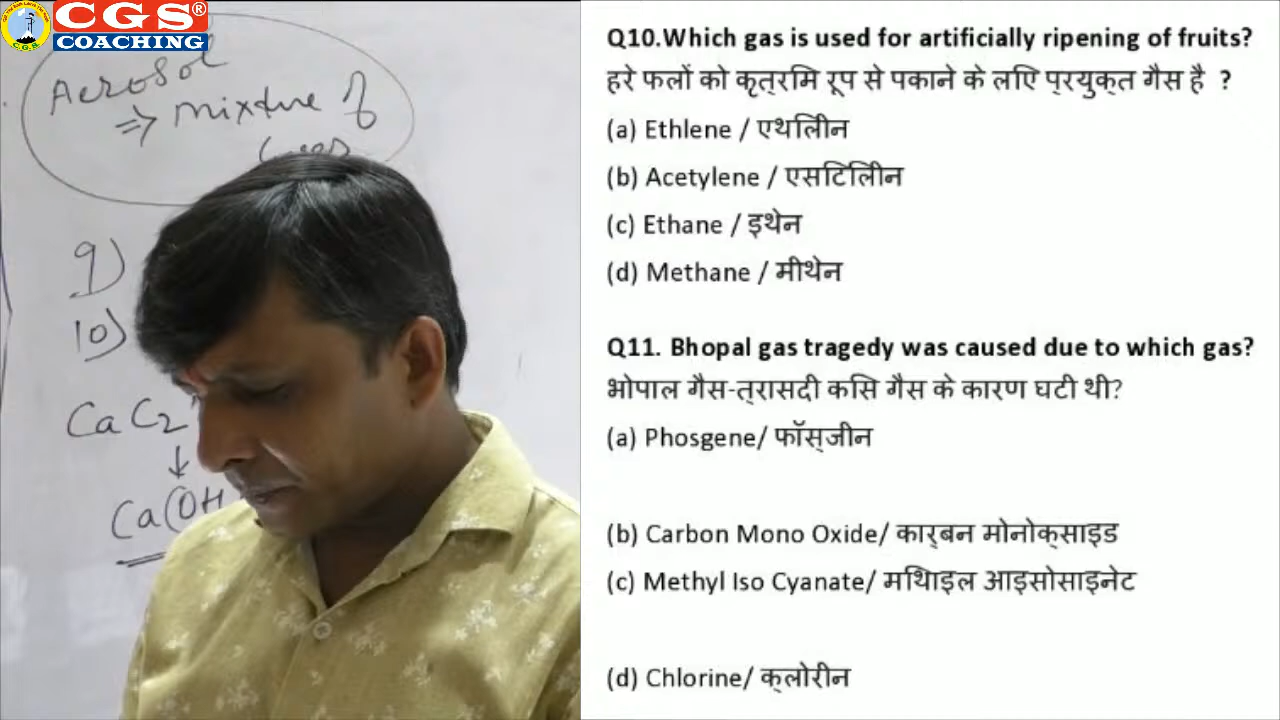 CGS®
COACHING
C.G.S
Aerosol
⇒ mixture of
9)
10)
CaC2
↓
Ca(OH
Q10.Which gas is used for artificially ripening of fruits?
हरे फलों को कृत्रमि रूप से पकाने के लएि प्रयुक्त गैस है ?
(a) Ethlene / एथलिीन
(b) Acetylene / एसटिलिीन
(c) Ethane / इथेन
(d) Methane / मीथेन
Q11. Bhopal gas tragedy was caused due to which gas?
भोपाल गैस-त्रासदी कसि गैस के कारण घटी थी?
(a) Phosgene/ फॉस्जीन
(b) Carbon Mono Oxide/ कार्बन मोनोक्साइड
(c) Methyl Iso Cyanate/ मथिाइल आइसोसाइनेट
(d) Chlorine/ क्लोरीन